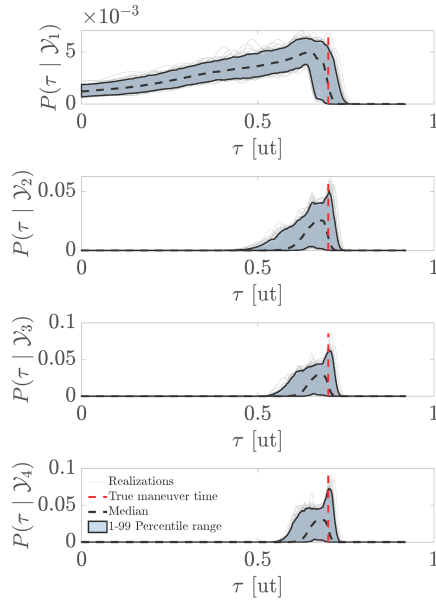 ×10⁻³
P(τ | 𝒴₁)
5
0
0
0.5
1
τ [ut]
P(τ | 𝒴₂)
0.05
0
0
0.5
1
τ [ut]
P(τ | 𝒴₃)
0.1
0.05
0
0
0.5
1
τ [ut]
P(τ | 𝒴₄)
0.1
0.05
0
Realizations
True maneuver time
Median
1-99 Percentile range
0
0.5
1
τ [ut]